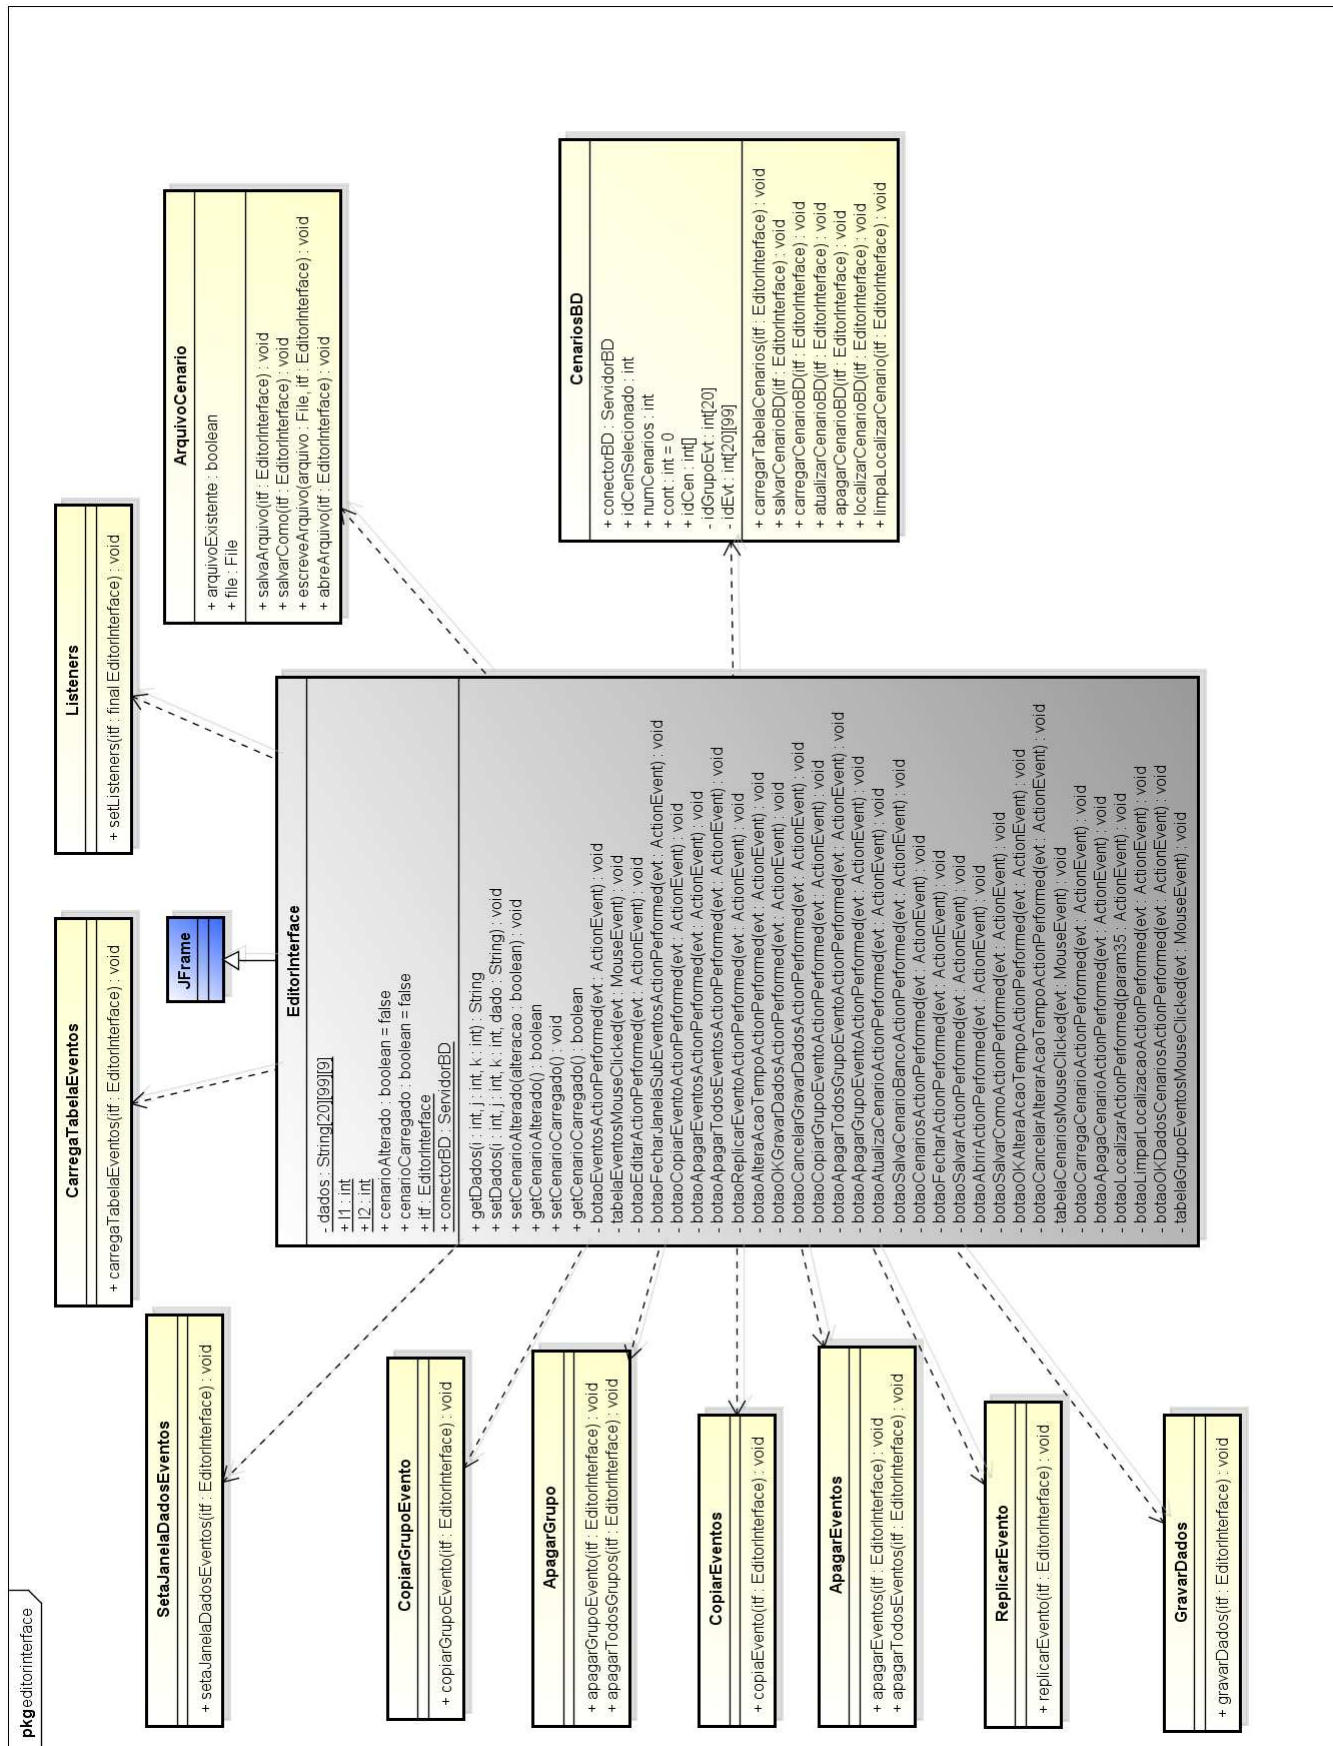 pkgeditorinterface
SetaJanelaDadosEventos
+ setaJanelaDadosEventos(itf : EditorInterface) : void
CarregaTabelaEventos
+ carregaTabelaEventos(itf : EditorInterface) : void
Listeners
+ setListeners(itf : final EditorInterface) : void
JFrame
ArquivoCenario
+ arquivoExistente : boolean
+ file : File
+ salvaArquivo(itf : EditorInterface) : void
+ salvarComo(itf : EditorInterface) : void
+ escreveArquivo(arquivo : File, itf : EditorInterface) : void
+ abreArquivo(itf : EditorInterface) : void
CopiarGrupoEvento
+ copiarGrupoEvento(itf : EditorInterface) : void
ApagarGrupo
+ apagarGrupoEvento(itf : EditorInterface) : void
+ apagarTodosGrupos(itf : EditorInterface) : void
CopiarEventos
+ copiaEvento(itf : EditorInterface) : void
ApagarEventos
+ apagarEventos(itf : EditorInterface) : void
+ apagarTodosEventos(itf : EditorInterface) : void
ReplicarEvento
+ replicarEvento(itf : EditorInterface) : void
GravarDados
+ gravarDados(itf : EditorInterface) : void
EditorInterface
- dados : String[20][99][9]
+ l1 : int
+ l2 : int
+ cenarioAlterado : boolean = false
+ cenarioCarregado : boolean = false
+ itf : EditorInterface
+ conectorBD : ServidorBD
+ getDados(i : int, j : int, k : int) : String
+ setDados(i : int, j : int, k : int, dado : String) : void
+ setCenarioAlterado(alteracao : boolean) : void
+ getCenarioAlterado() : boolean
+ setCenarioCarregado() : void
+ getCenarioCarregado() : boolean
- botaoEventosActionPerformed(evt : ActionEvent) : void
- tabelaEventosMouseClicked(evt : MouseEvent) : void
- botaoEditarActionPerformed(evt : ActionEvent) : void
- botaoFecharJanelaSubEventosActionPerformed(evt : ActionEvent) : void
- botaoCopiarEventoActionPerformed(evt : ActionEvent) : void
- botaoApagarEventosActionPerformed(evt : ActionEvent) : void
- botaoApagarTodosEventosActionPerformed(evt : ActionEvent) : void
- botaoReplicarEventoActionPerformed(evt : ActionEvent) : void
- botaoAlteraAcaoTempoActionPerformed(evt : ActionEvent) : void
- botaoOKGravarDadosActionPerformed(evt : ActionEvent) : void
- botaoCancelarGravarDadosActionPerformed(evt : ActionEvent) : void
- botaoCopiarGrupoEventoActionPerformed(evt : ActionEvent) : void
- botaoApagarTodosGrupoEventoActionPerformed(evt : ActionEvent) : void
- botaoApagarGrupoEventoActionPerformed(evt : ActionEvent) : void
- botaoAtualizaCenarioActionPerformed(evt : ActionEvent) : void
- botaoSalvaCenarioBancoActionPerformed(evt : ActionEvent) : void
- botaoCenariosActionPerformed(evt : ActionEvent) : void
- botaoFecharActionPerformed(evt : ActionEvent) : void
- botaoSalvarActionPerformed(evt : ActionEvent) : void
- botaoAbrirActionPerformed(evt : ActionEvent) : void
- botaoSalvarComoActionPerformed(evt : ActionEvent) : void
- botaoOKAlteraAcaoTempoActionPerformed(evt : ActionEvent) : void
- botaoCancelarAlterarAcaoTempoActionPerformed(evt : ActionEvent) : void
- tabelaCenariosMouseClicked(evt : MouseEvent) : void
- botaoCarregaCenarioActionPerformed(evt : ActionEvent) : void
- botaoApagaCenarioActionPerformed(evt : ActionEvent) : void
- botaoLocalizarActionPerformed(param35 : ActionEvent) : void
- botaoLimparLocalizacaoActionPerformed(evt : ActionEvent) : void
- botaoOKDadosCenariosActionPerformed(evt : ActionEvent) : void
- tabelaGrupoEventosMouseClicked(evt : MouseEvent) : void
CenariosBD
+ conectorBD : ServidorBD
+ idCenSelecionado : int
+ numCenarios : int
+ cont : int = 0
+ idCen : int[]
- idGrupoEvt : int[20]
- idEvt : int[20][99]
+ carregarTabelaCenarios(itf : EditorInterface) : void
+ salvarCenarioBD(itf : EditorInterface) : void
+ carregarCenarioBD(itf : EditorInterface) : void
+ atualizarCenarioBD(itf : EditorInterface) : void
+ apagarCenarioBD(itf : EditorInterface) : void
+ localizarCenarioBD(itf : EditorInterface) : void
+ limpaLocalizarCenario(itf : EditorInterface) : void